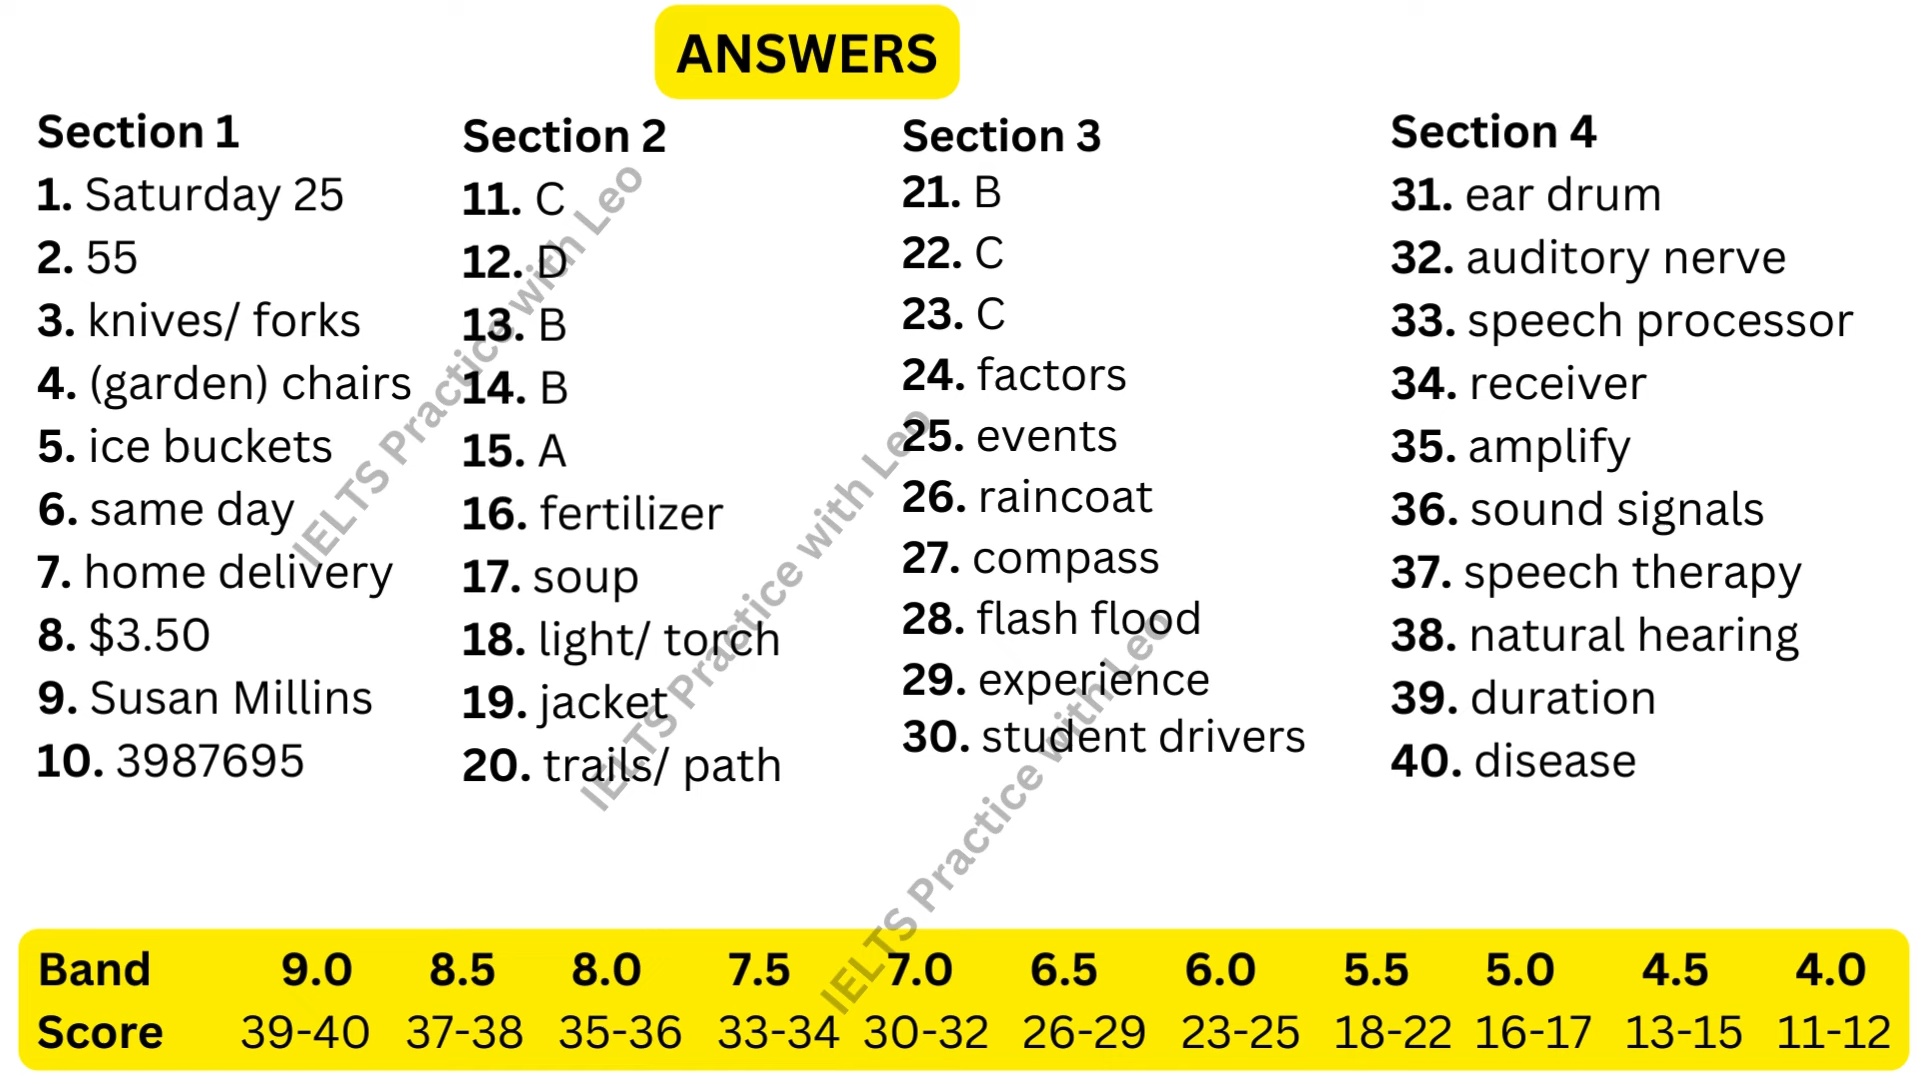 ANSWERS
Section 1
1. Saturday 25
2. 55
3. knives/ forks
4. (garden) chairs
5. ice buckets
6. same day
7. home delivery
8. $3.50
9. Susan Millins
10. 3987695
Section 2
11. C
12. D
13. B
14. B
15. A
16. fertilizer
17. soup
18. light/ torch
19. jacket
20. trails/ path
Section 3
21. B
22. C
23. C
24. factors
25. events
26. raincoat
27. compass
28. flash flood
29. experience
30. student drivers
Section 4
31. ear drum
32. auditory nerve
33. speech processor
34. receiver
35. amplify
36. sound signals
37. speech therapy
38. natural hearing
39. duration
40. disease
IELTS Practice with Leo
IELTS Practice with Leo
IELTS Practice with Leo
Band 9.0 8.5 8.0 7.5 7.0 6.5 6.0 5.5 5.0 4.5 4.0
Score 39-40 37-38 35-36 33-34 30-32 26-29 23-25 18-22 16-17 13-15 11-12